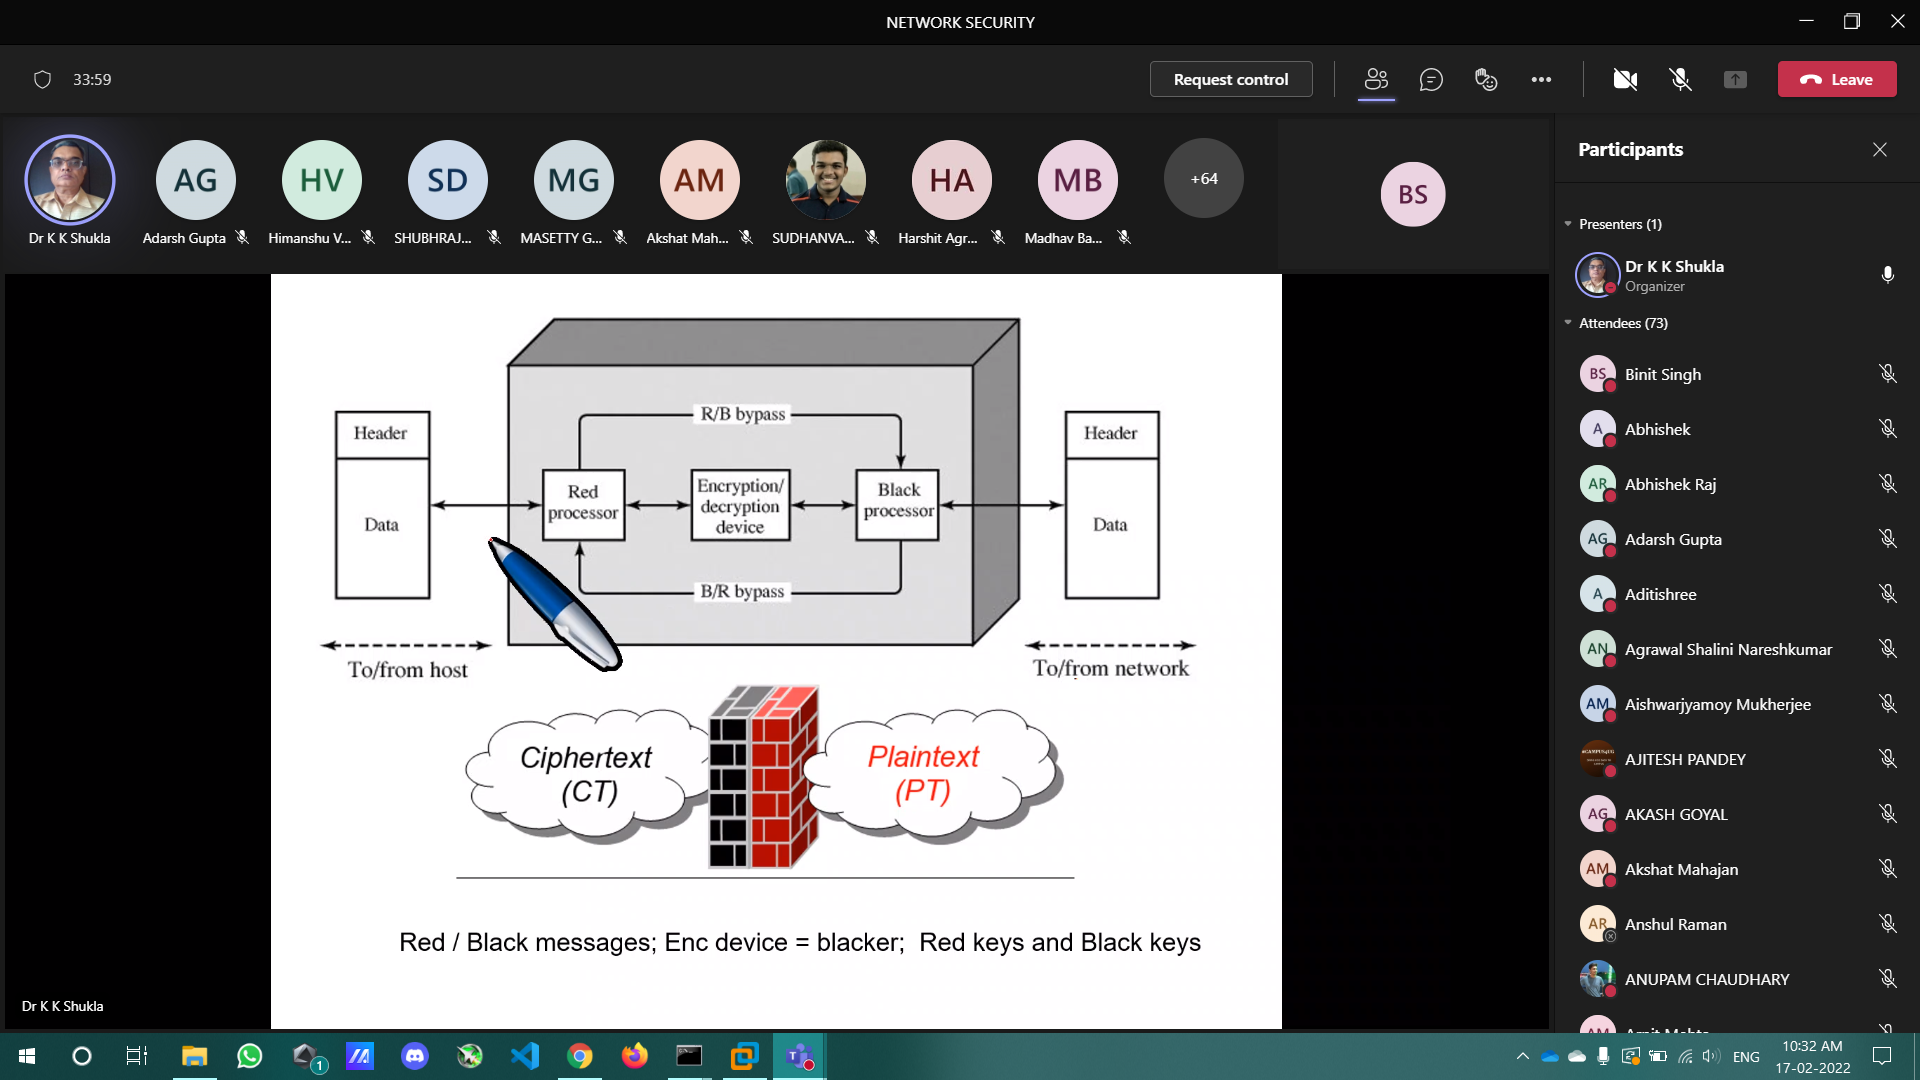 NETWORK SECURITY
33:59
Request control
Leave
Dr K K Shukla
AG
Adarsh Gupta
HV
Himanshu V...
SD
SHUBHRAJ...
MG
MASETTY G...
AM
Akshat Mah...
SUDHANVA...
HA
Harshit Agr...
MB
Madhav Ba...
+64
BS
Header
Data
R/B bypass
Red
processor
Encryption/
decryption
device
Black
processor
B/R bypass
Header
Data
To/from host
To/from network
Ciphertext
(CT)
Plaintext
(PT)
Red / Black messages; Enc device = blacker; Red keys and Black keys
Dr K K Shukla
Participants
Presenters (1)
Dr K K Shukla
Organizer
Attendees (73)
BS Binit Singh
A Abhishek
AR Abhishek Raj
AG Adarsh Gupta
A Aditishree
AN Agrawal Shalini Nareshkumar
AM Aishwarjyamoy Mukherjee
AJITESH PANDEY
AG AKASH GOYAL
AM Akshat Mahajan
AR Anshul Raman
ANUPAM CHAUDHARY
1
ENG
10:32 AM
17-02-2022